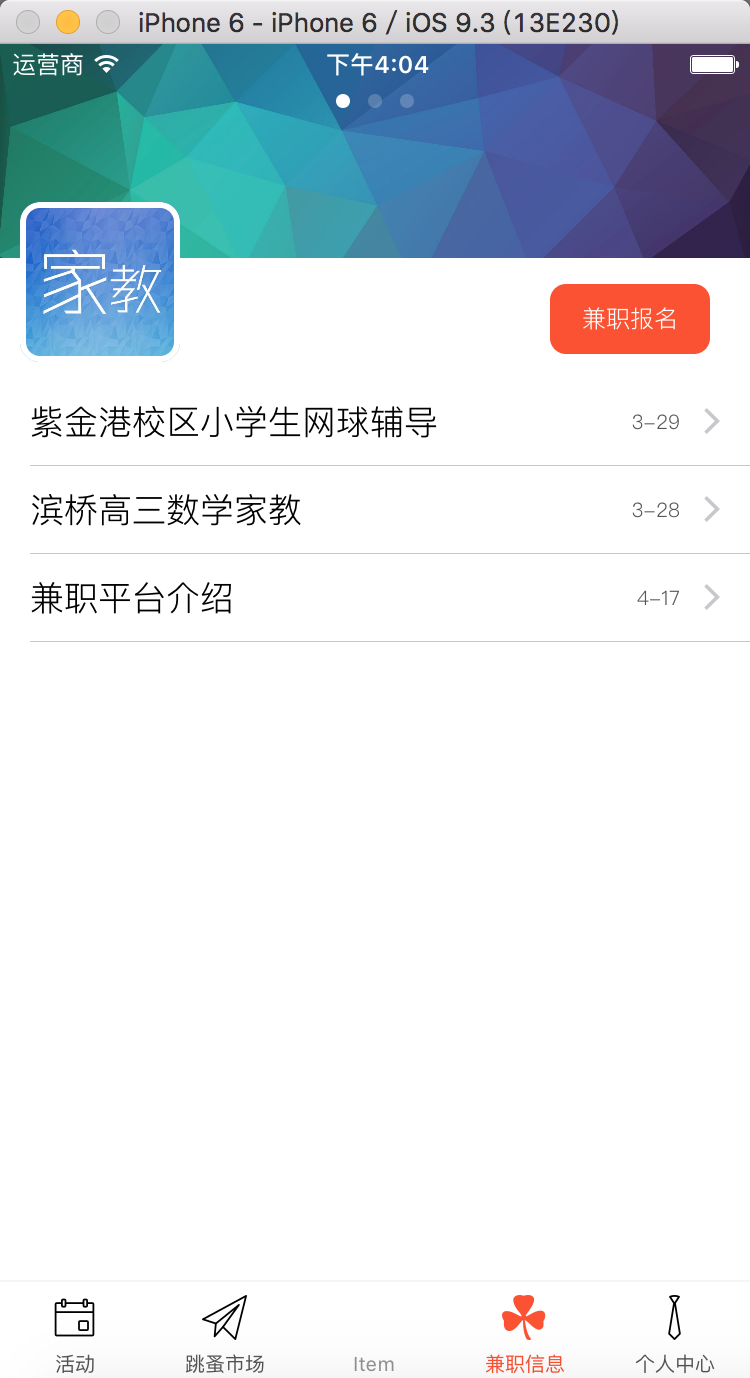 iPhone 6 - iPhone 6 / iOS 9.3 (13E230)
运营商 下午4:04
家教
兼职报名
紫金港校区小学生网球辅导 3-29
滨桥高三数学家教 3-28
兼职平台介绍 4-17
活动 跳蚤市场 Item 兼职信息 个人中心